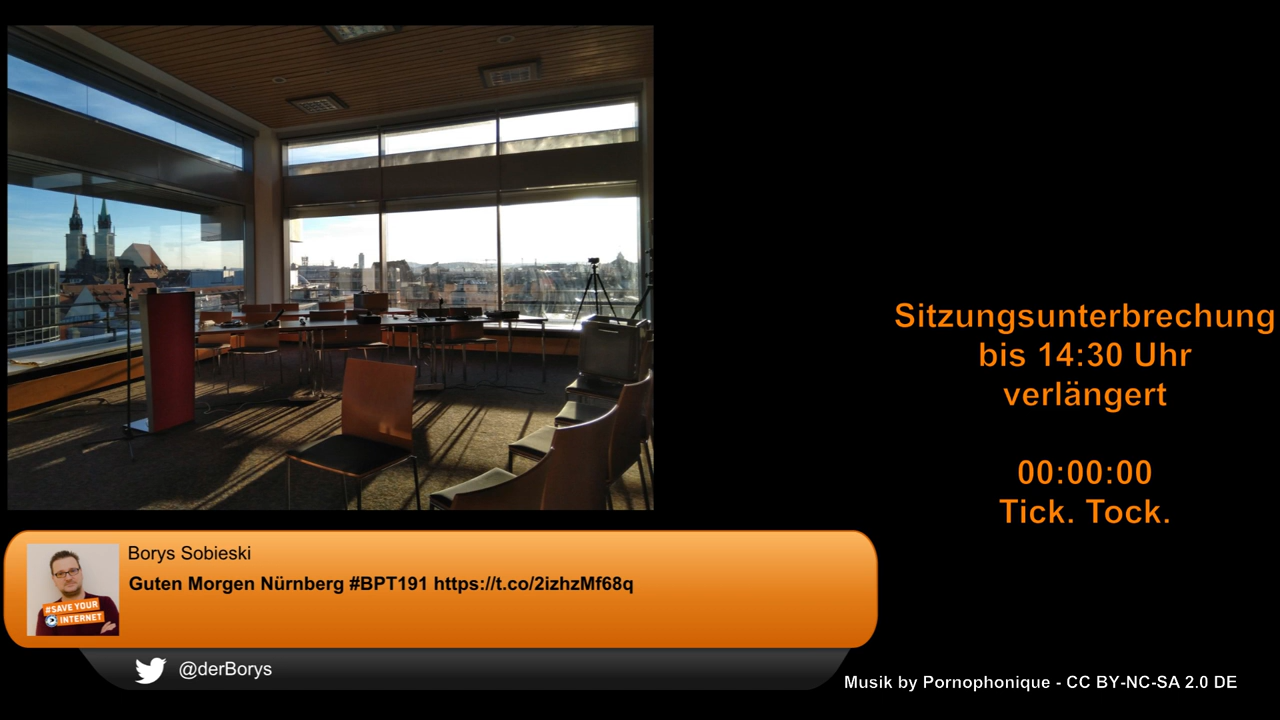 Sitzungsunterbrechung
bis 14:30 Uhr
verlängert
00:00:00
Tick. Tock.
Borys Sobieski
Guten Morgen Nürnberg #BPT191 https://t.co/2izhzMf68q
#SAVE YOUR
INTERNET
@derBorys
Musik by Pornophonique - CC BY-NC-SA 2.0 DE